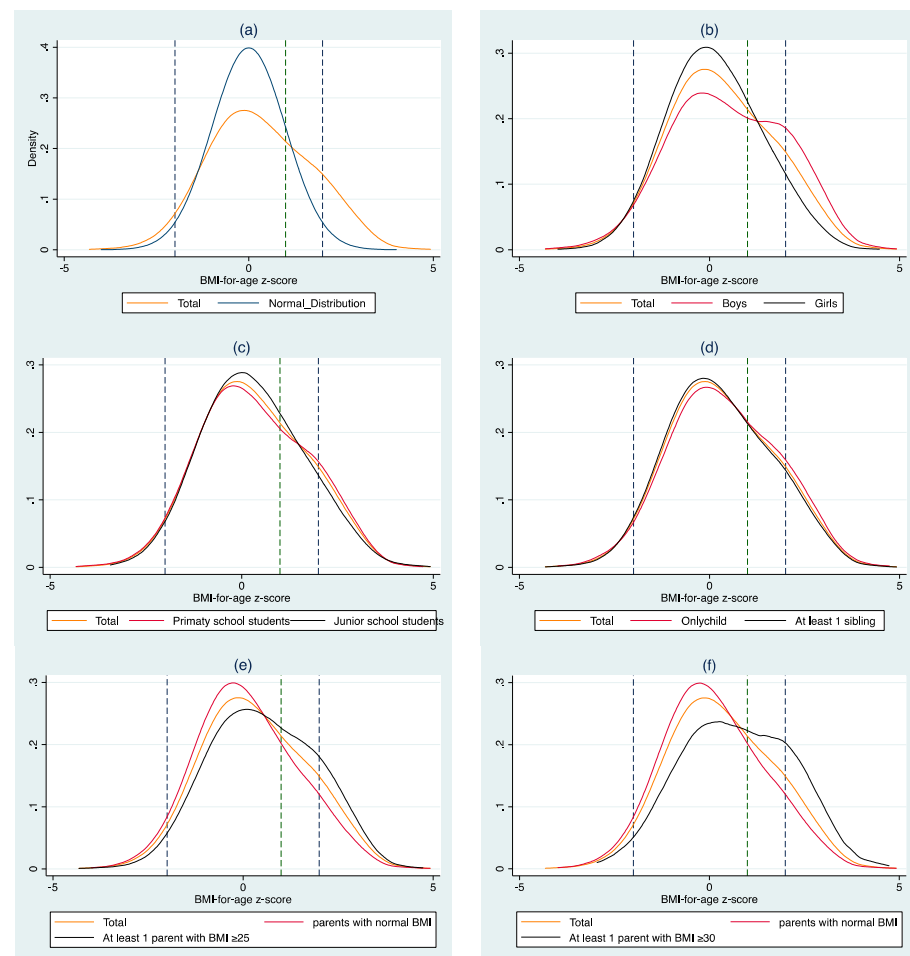 (a)
.4
.3
.2
.1
0
Density
-5 0 5
BMI-for-age z-score
Total Normal_Distribution
(b)
.3
.2
.1
0
-5 0 5
BMI-for-age z-score
Total Boys Girls
(c)
.3
.2
.1
0
-5 0 5
BMI-for-age z-score
Total Primaty school students Junior school students
(d)
.3
.2
.1
0
-5 0 5
BMI-for-age z-score
Total Onlychild At least 1 sibling
(e)
.3
.2
.1
0
-5 0 5
BMI-for-age z-score
Total parents with normal BMI
At least 1 parent with BMI ≥25
(f)
.3
.2
.1
0
-5 0 5
BMI-for-age z-score
Total parents with normal BMI
At least 1 parent with BMI ≥30